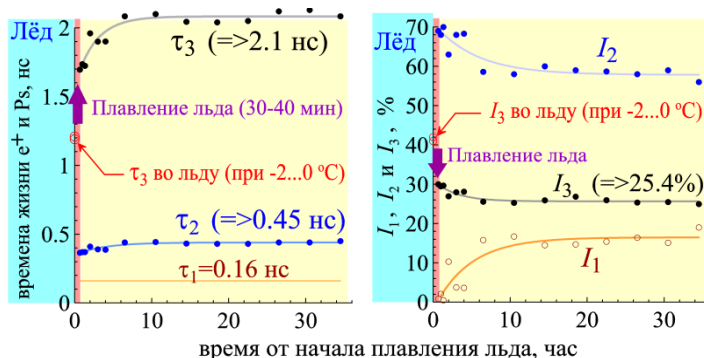 времена жизни e⁺ и Ps, нс
2
1.5
1
0.5
0
Лёд
τ₃ (=>2.1 нс)
Плавление льда (30-40 мин)
τ₃ во льду (при -2...0 °C)
τ₂ (=>0.45 нс)
τ₁=0.16 нс
0 10 20 30
I₁, I₂ и I₃, %
70
60
50
40
30
20
10
0
Лёд
I₂
I₃ во льду (при -2...0 °C)
Плавление льда
I₃ (=>25.4%)
I₁
0 10 20 30
время от начала плавления льда, час